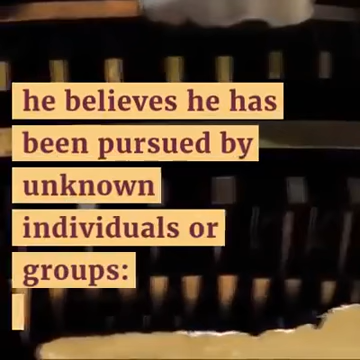 he believes he has
been pursued by
unknown
individuals or
groups: